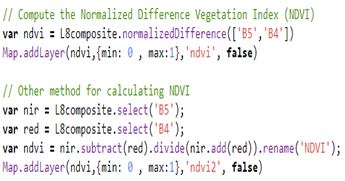 // Compute the Normalized Difference Vegetation Index (NDVI)
var ndvi = L8composite.normalizedDifference(['B5','B4'])
Map.addLayer(ndvi,{min: 0 , max:1},'ndvi', false)
// Other method for calculating NDVI
var nir = L8composite.select('B5');
var red = L8composite.select('B4');
var ndvi = nir.subtract(red).divide(nir.add(red)).rename('NDVI');
Map.addLayer(ndvi,{min: 0 , max:1},'ndvi2', false)